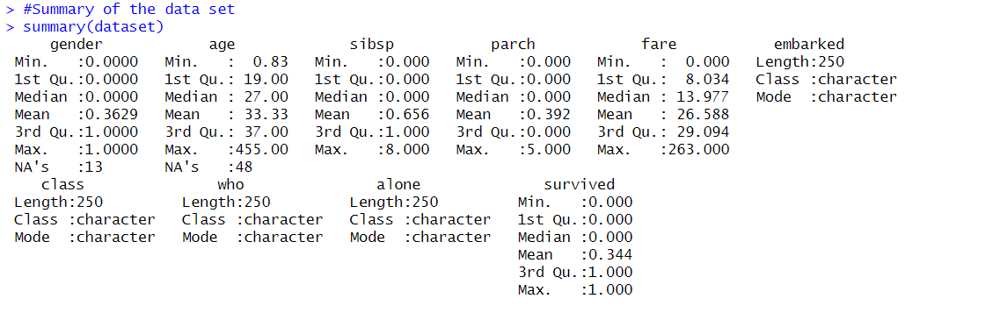 > #Summary of the data set
> summary(dataset)
     gender            age             sibsp           parch            fare           embarked
 Min.   :0.0000   Min.   :  0.83   Min.   :0.000   Min.   :0.000   Min.   :  0.000   Length:250
 1st Qu.:0.0000   1st Qu.: 19.00   1st Qu.:0.000   1st Qu.:0.000   1st Qu.:  8.034   Class :character
 Median :0.0000   Median : 27.00   Median :0.000   Median :0.000   Median : 13.977   Mode  :character
 Mean   :0.3629   Mean   : 33.33   Mean   :0.656   Mean   :0.392   Mean   : 26.588
 3rd Qu.:1.0000   3rd Qu.: 37.00   3rd Qu.:1.000   3rd Qu.:0.000   3rd Qu.: 29.094
 Max.   :1.0000   Max.   :455.00   Max.   :8.000   Max.   :5.000   Max.   :263.000
 NA's   :13       NA's   :48
    class               who               alone              survived
 Length:250         Length:250         Length:250         Min.   :0.000
 Class :character   Class :character   Class :character   1st Qu.:0.000
 Mode  :character   Mode  :character   Mode  :character   Median :0.000
                                                          Mean   :0.344
                                                          3rd Qu.:1.000
                                                          Max.   :1.000